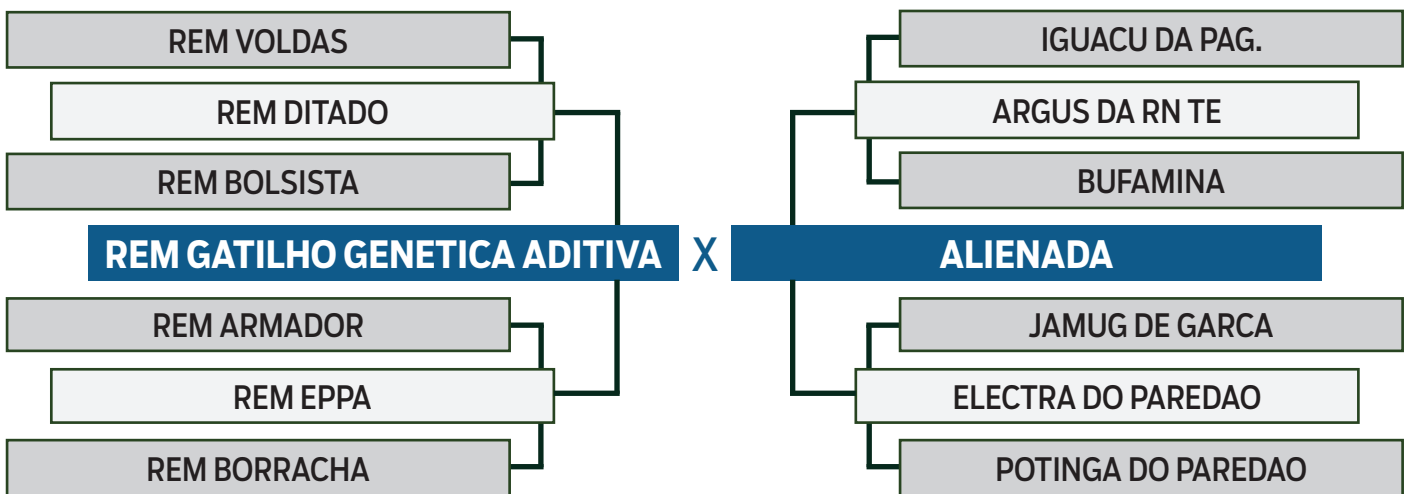 REM VOLDAS
IGUACU DA PAG.
REM DITADO
ARGUS DA RN TE
REM BOLSISTA
BUFAMINA
REM GATILHO GENETICA ADITIVA X ALIENADA
REM ARMADOR
JAMUG DE GARCA
REM EPPA
ELECTRA DO PAREDAO
REM BORRACHA
POTINGA DO PAREDAO